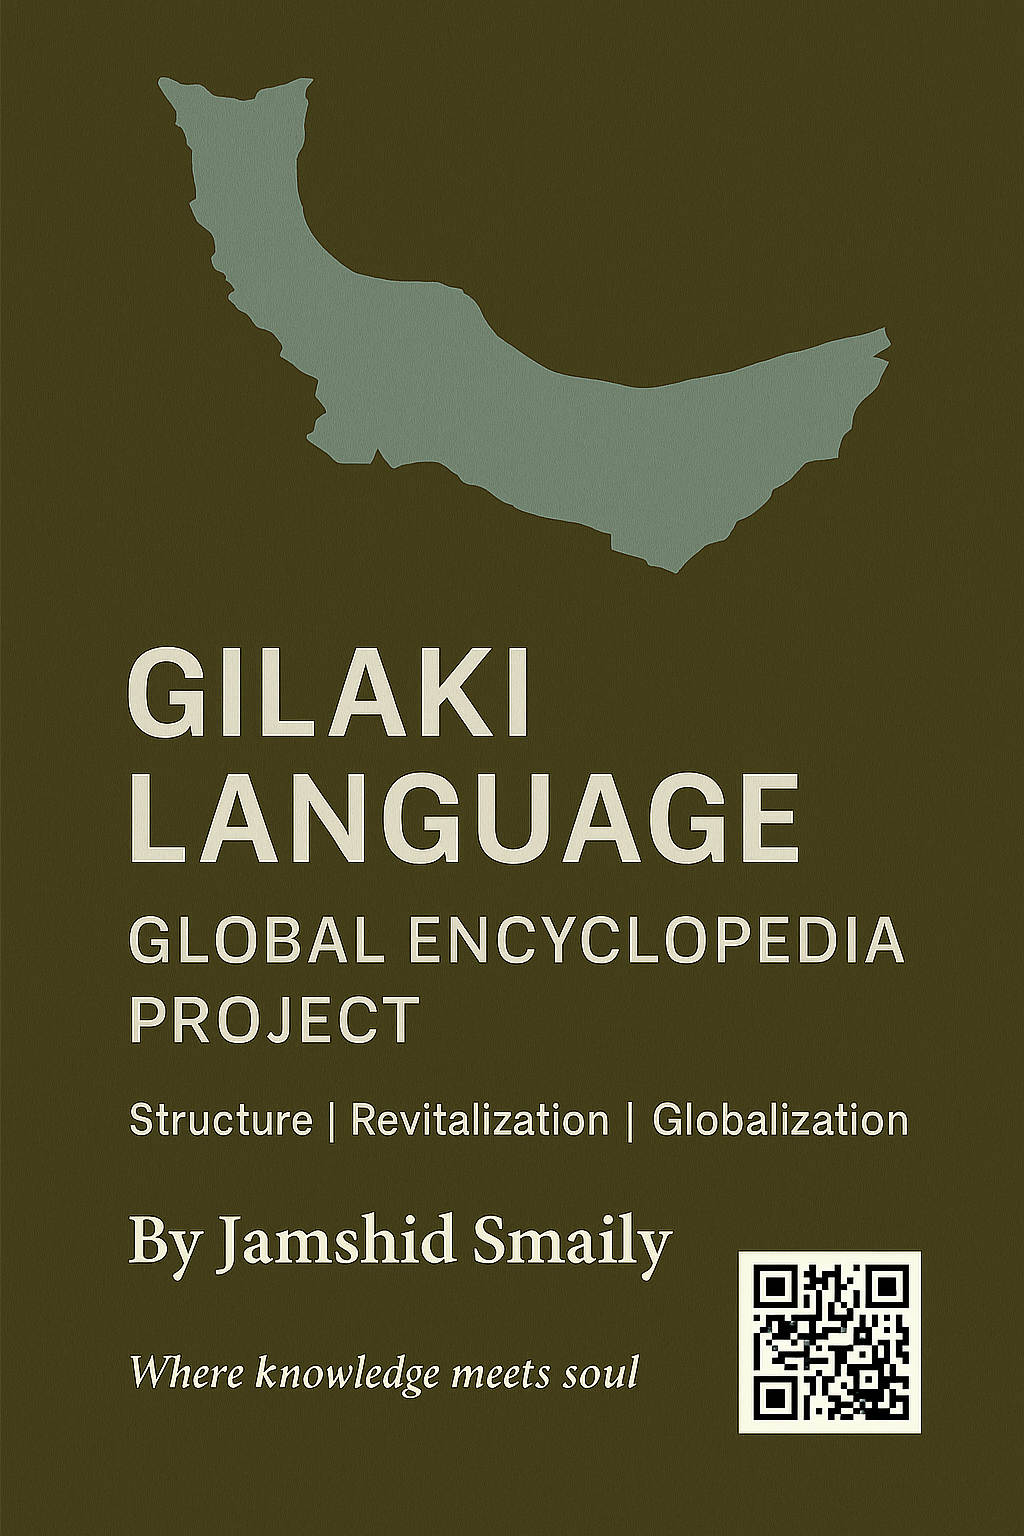 GILAKI
LANGUAGE
GLOBAL ENCYCLOPEDIA
PROJECT
Structure | Revitalization | Globalization
By Jamshid Smaily
Where knowledge meets soul